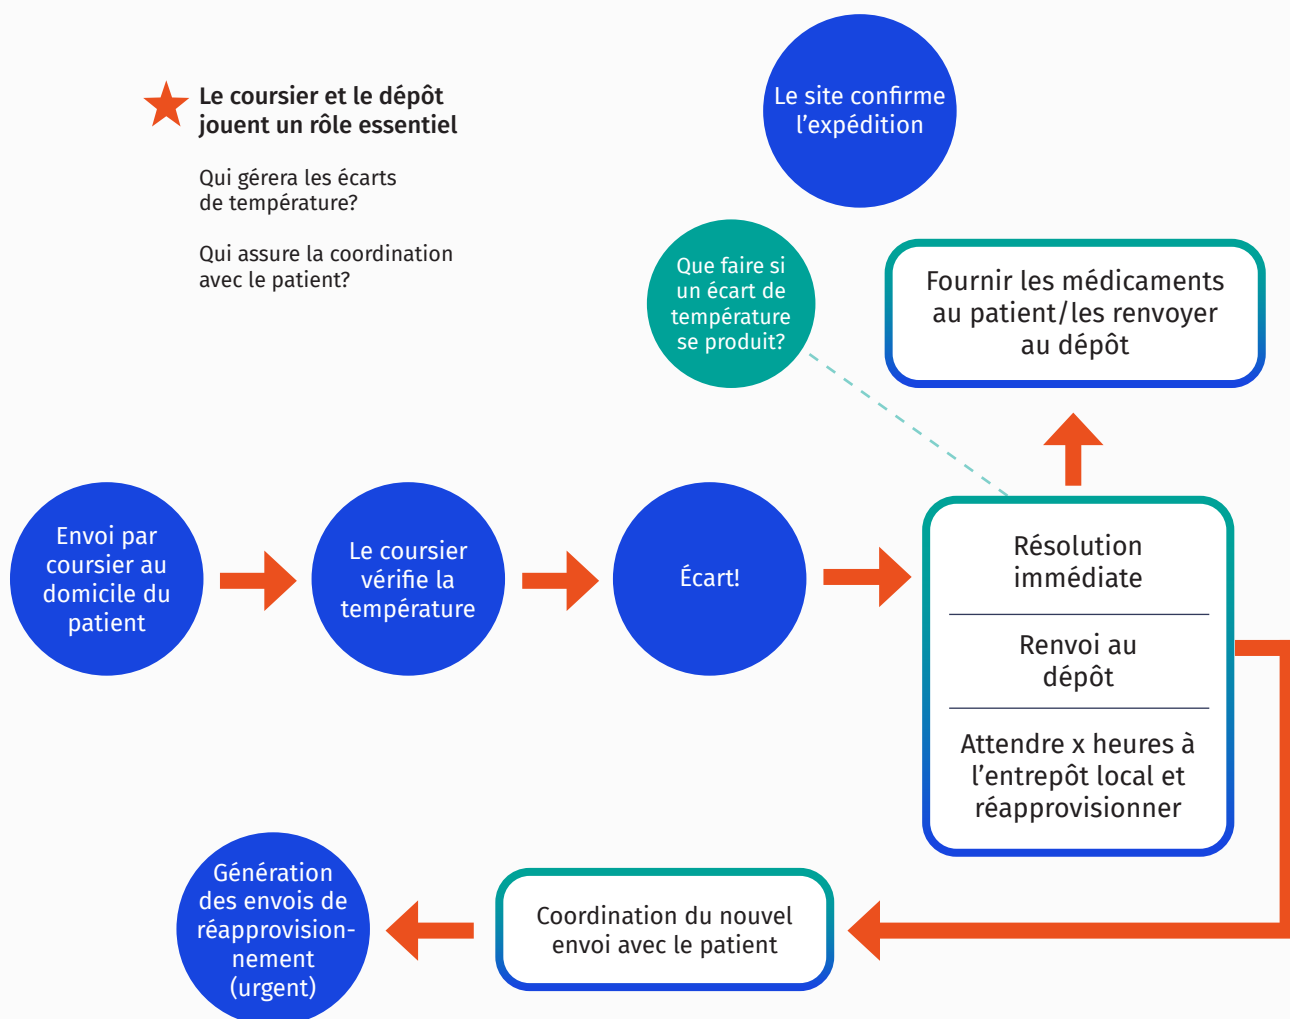 Le coursier et le dépôt
jouent un rôle essentiel
Qui gérera les écarts
de température?
Qui assure la coordination
avec le patient?
Le site confirme
l’expédition
Que faire si
un écart de
température
se produit?
Fournir les médicaments
au patient/les renvoyer
au dépôt
Envoi par
coursier au
domicile du
patient
Le coursier
vérifie la
température
Écart!
Résolution
immédiate
Renvoi au
dépôt
Attendre x heures à
l’entrepôt local et
réapprovisionner
Génération
des envois de
réapprovision-
nement
(urgent)
Coordination du nouvel
envoi avec le patient